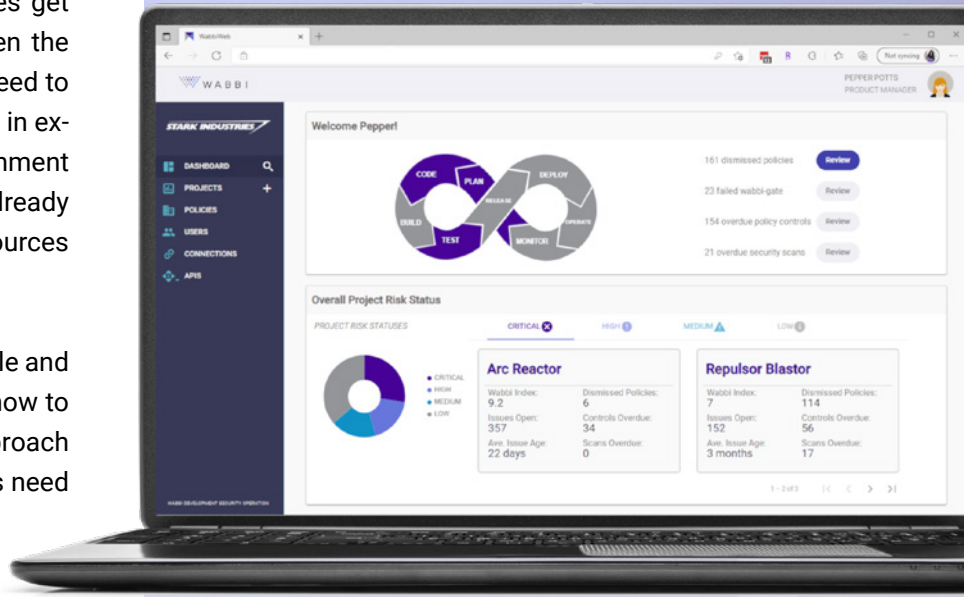 es get
en the
eed to
in ex-
nment
lready
ources
le and
now to
proach
s need
WabbiWeb
Not syncing
WABBI
PEPPER POTTS
PRODUCT MANAGER
STARK INDUSTRIES
DASHBOARD
PROJECTS
POLICIES
USERS
CONNECTIONS
APIS
WABBI DEVELOPMENT SECURITY OPERATION
Welcome Pepper!
CODE
PLAN
BUILD
TEST
RELEASE
DEPLOY
OPERATE
MONITOR
161 dismissed policies Review
23 failed wabbi-gate Review
154 overdue policy controls Review
21 overdue security scans Review
Overall Project Risk Status
PROJECT RISK STATUSES
CRITICAL HIGH MEDIUM LOW
CRITICAL
HIGH
MEDIUM
LOW
Arc Reactor
Wabbi Index: Dismissed Policies:
9.2 6
Issues Open: Controls Overdue:
357 34
Ave. Issue Age: Scans Overdue:
22 days 0
Repulsor Blastor
Wabbi Index: Dismissed Policies:
7 114
Issues Open: Controls Overdue:
152 56
Ave. Issue Age: Scans Overdue:
3 months 17
1 - 2 of 3